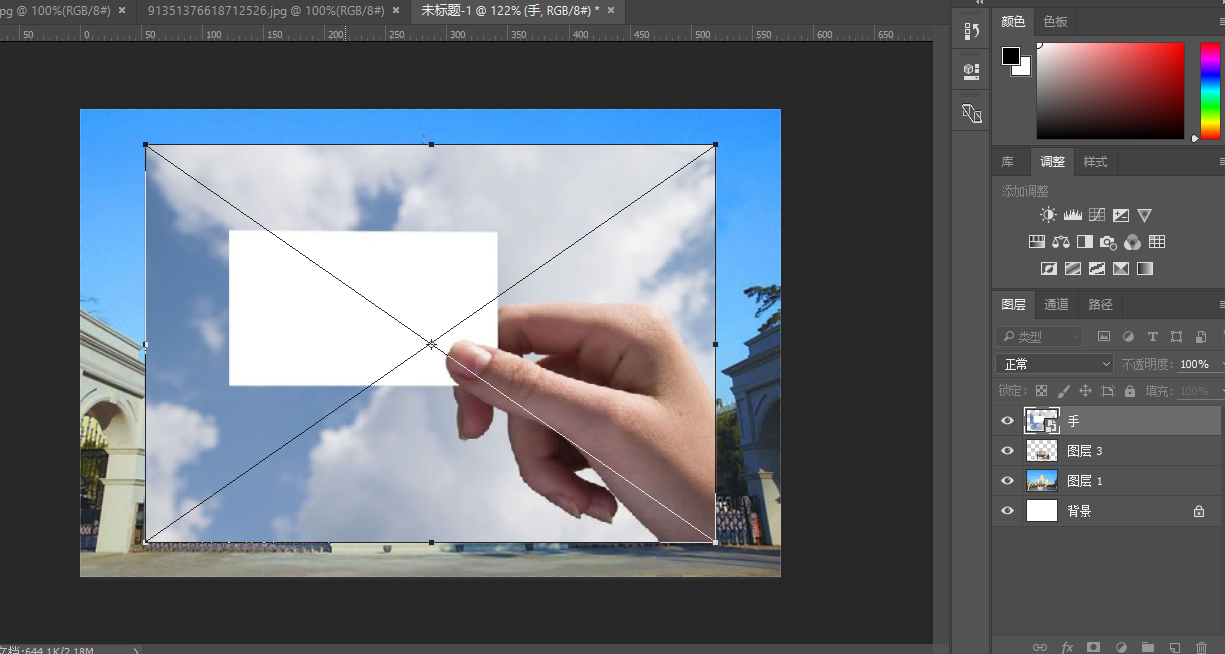 pg @ 100%(RGB/8#) × 91351376618712526.jpg @ 100%(RGB/8#) × 未标题-1 @ 122% (手, RGB/8#) * ×
50 0 50 100 150 200 250 300 350 400 450 500 550 600 650
颜色 色板
库 调整 样式
添加调整
图层 通道 路径
类型
正常 不透明度: 100%
锁定: 填充: 100%
手
图层 3
图层 1
背景
文档:644.1K/2.18M
fx